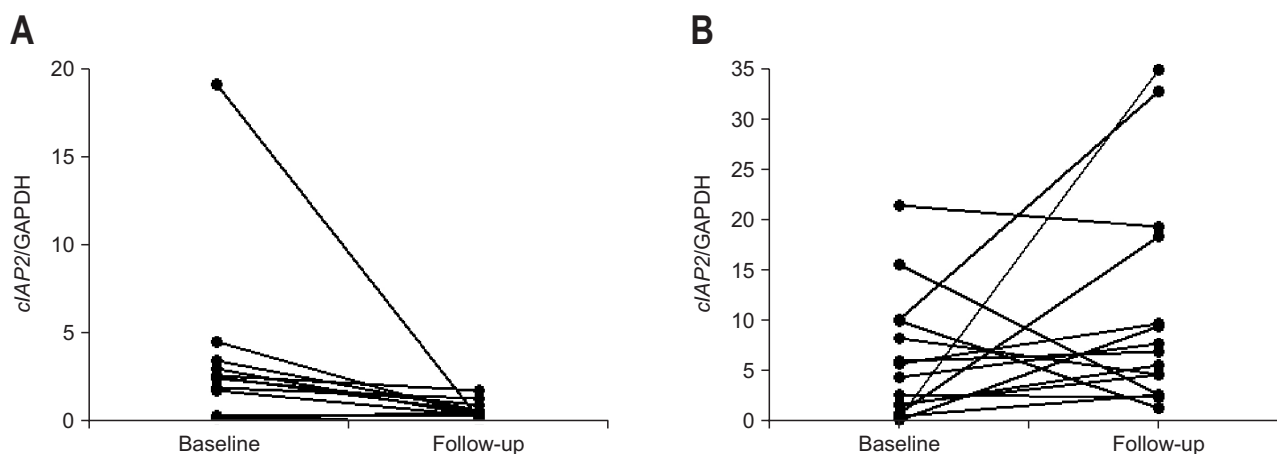 A
cIAP2/GAPDH
20
15
10
5
0
Baseline
Follow-up
B
cIAP2/GAPDH
35
30
25
20
15
10
5
0
Baseline
Follow-up